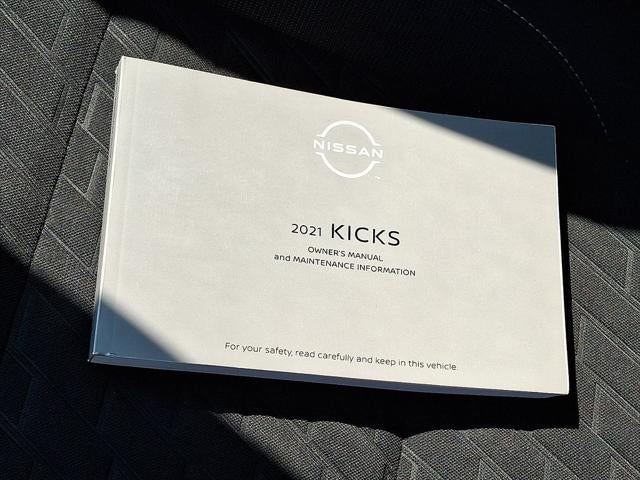 NISSAN
2021 KICKS
OWNER'S MANUAL
and MAINTENANCE INFORMATION
For your safety, read carefully and keep in this vehicle.